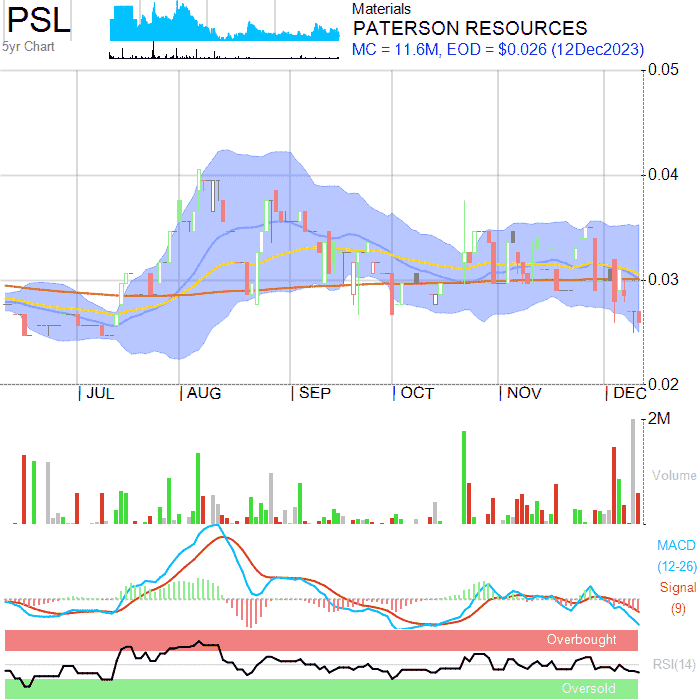 PSL
5yr Chart
Materials
PATERSON RESOURCES
MC = 11.6M, EOD = $0.026 (12Dec2023)
0.05
0.04
0.03
0.02
JUL AUG SEP OCT NOV DEC
2M
Volume
MACD
(12-26)
Signal
(9)
Overbought
RSI(14)
Oversold